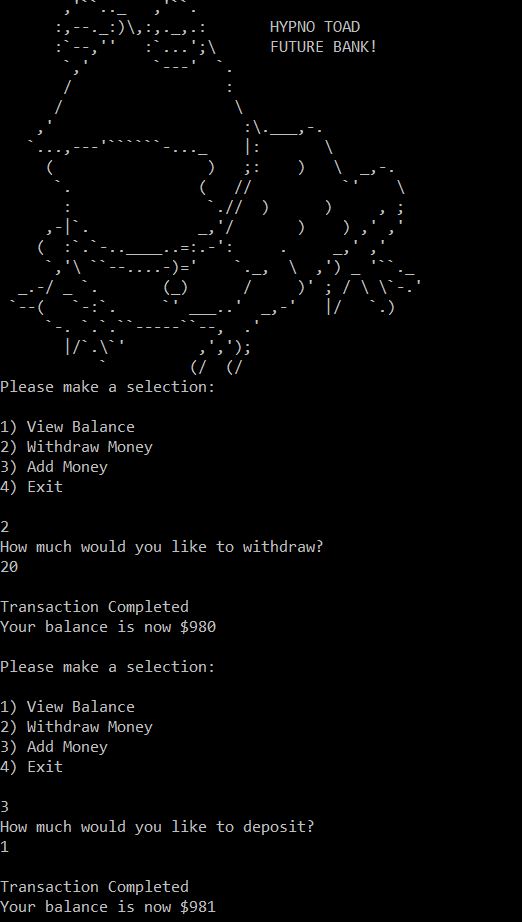 HYPNO TOAD
FUTURE BANK!
Please make a selection:
1) View Balance
2) Withdraw Money
3) Add Money
4) Exit
2
How much would you like to withdraw?
20
Transaction Completed
Your balance is now $980
Please make a selection:
1) View Balance
2) Withdraw Money
3) Add Money
4) Exit
3
How much would you like to deposit?
1
Transaction Completed
Your balance is now $981